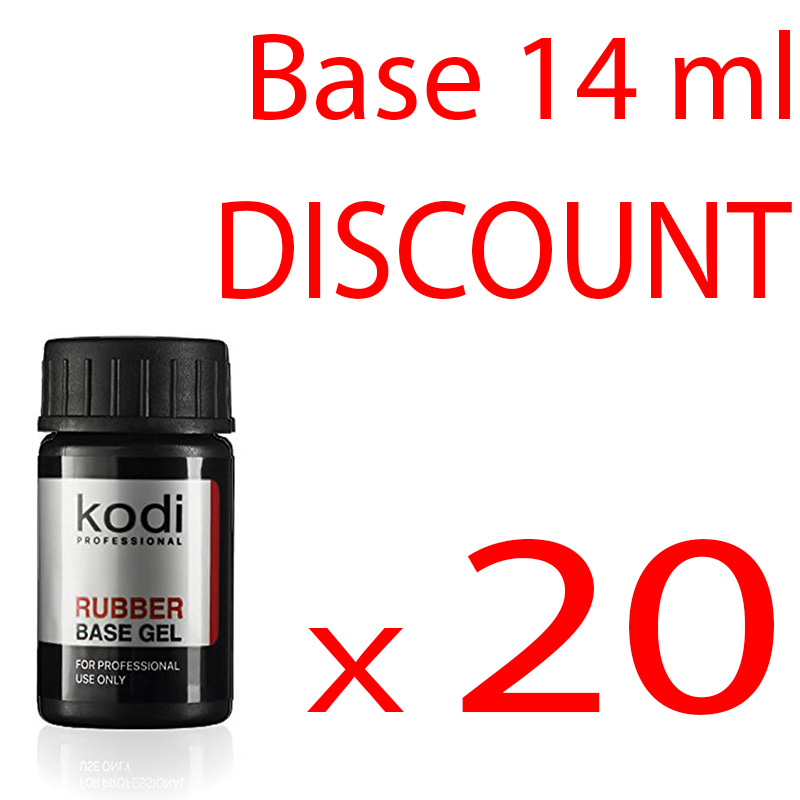 Base 14 ml
DISCOUNT
kodi
PROFESSIONAL
RUBBER
BASE GEL
FOR PROFESSIONAL
USE ONLY
x 20